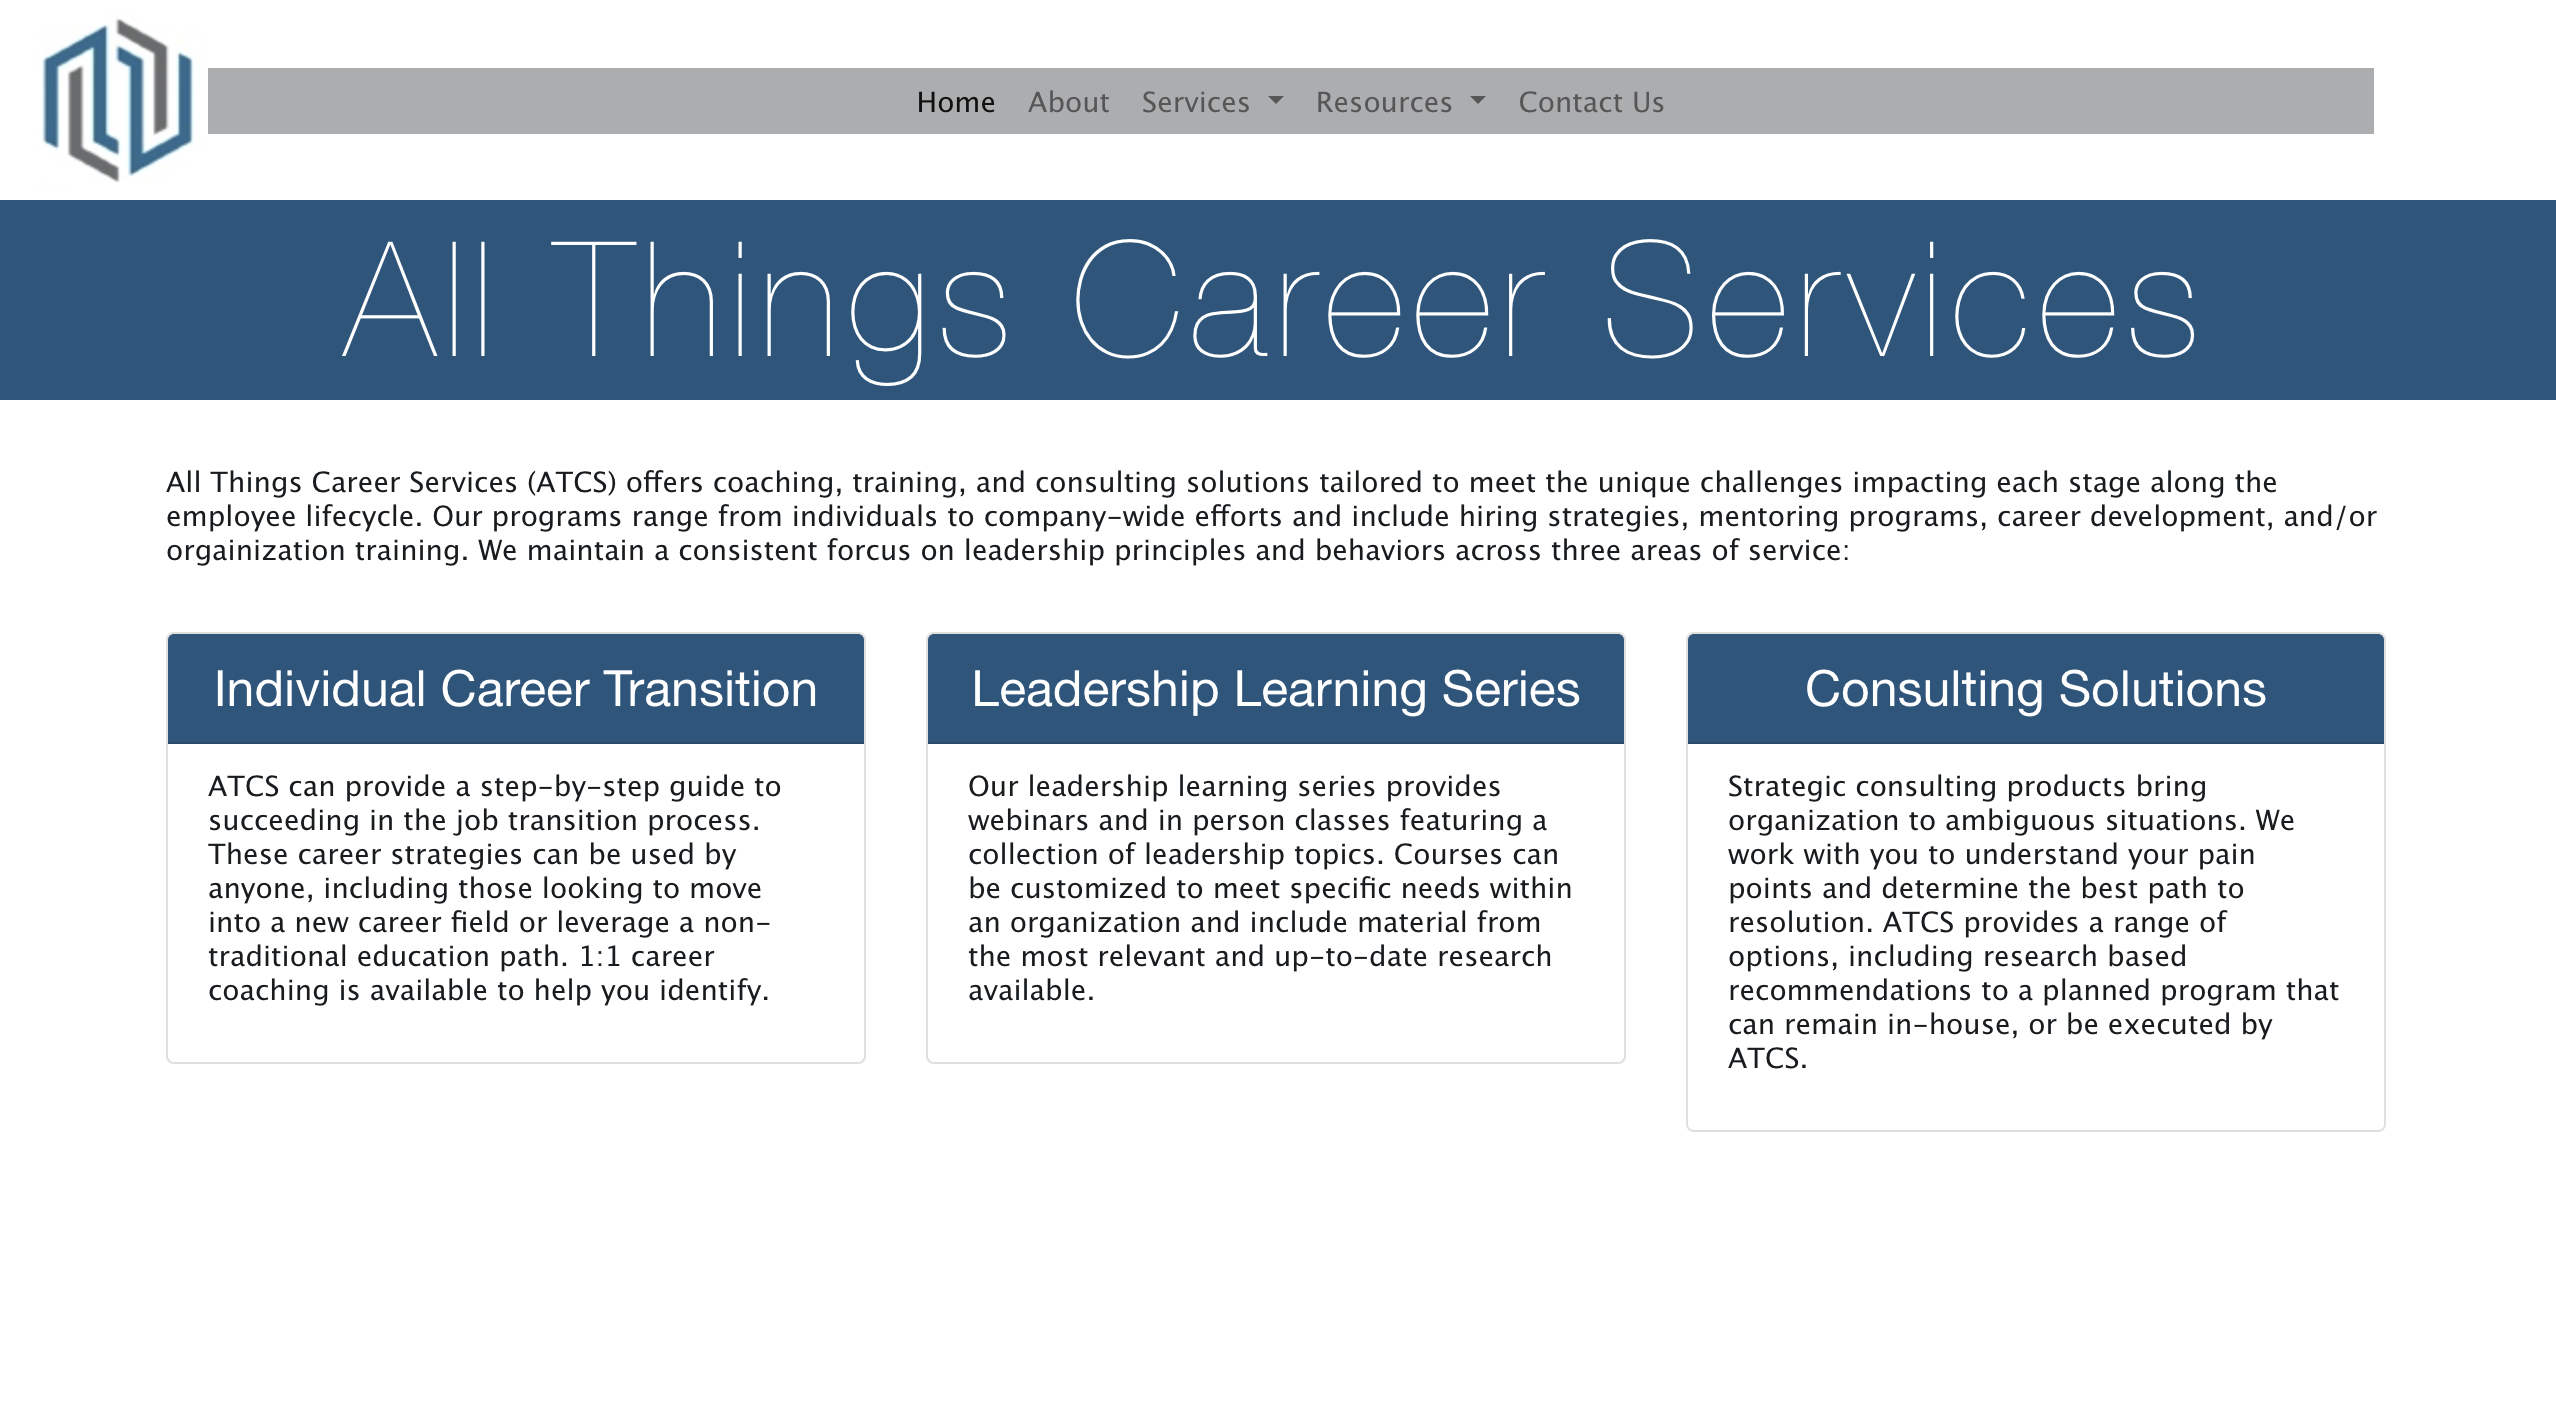 Home About Services Resources Contact Us
All Things Career Services
All Things Career Services (ATCS) offers coaching, training, and consulting solutions tailored to meet the unique challenges impacting each stage along the
employee lifecycle. Our programs range from individuals to company-wide efforts and include hiring strategies, mentoring programs, career development, and/or
orgainization training. We maintain a consistent forcus on leadership principles and behaviors across three areas of service:
Individual Career Transition
ATCS can provide a step-by-step guide to
succeeding in the job transition process.
These career strategies can be used by
anyone, including those looking to move
into a new career field or leverage a non-
traditional education path. 1:1 career
coaching is available to help you identify.
Leadership Learning Series
Our leadership learning series provides
webinars and in person classes featuring a
collection of leadership topics. Courses can
be customized to meet specific needs within
an organization and include material from
the most relevant and up-to-date research
available.
Consulting Solutions
Strategic consulting products bring
organization to ambiguous situations. We
work with you to understand your pain
points and determine the best path to
resolution. ATCS provides a range of
options, including research based
recommendations to a planned program that
can remain in-house, or be executed by
ATCS.